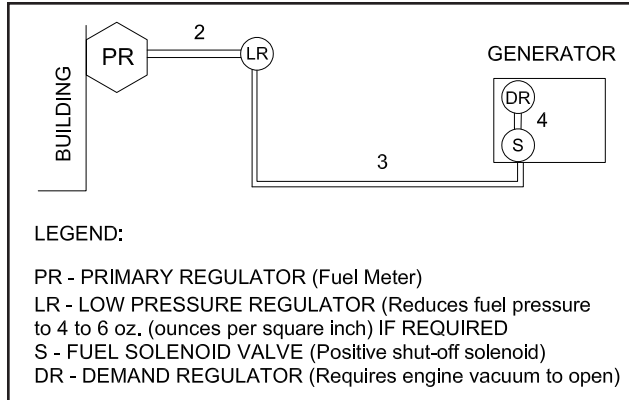 2
PR
LR
GENERATOR
BUILDING
DR
4
S
3
LEGEND:
PR - PRIMARY REGULATOR (Fuel Meter)
LR - LOW PRESSURE REGULATOR (Reduces fuel pressure
to 4 to 6 oz. (ounces per square inch) IF REQUIRED
S - FUEL SOLENOID VALVE (Positive shut-off solenoid)
DR - DEMAND REGULATOR (Requires engine vacuum to open)